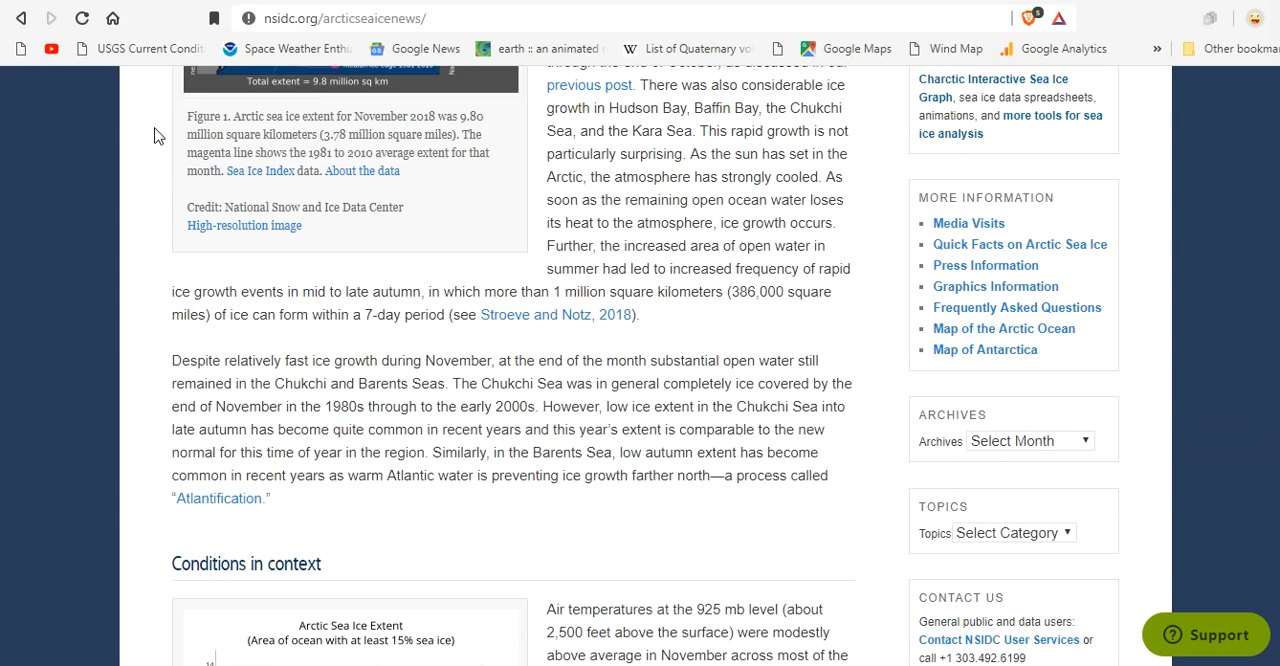 nsidc.org/arcticseaicenews/
5
USGS Current Conditi
Space Weather Enthu
Google News
earth :: an animated
List of Quaternary vo
Google Maps
Wind Map
Google Analytics
»
Other bookma
Total extent = 9.8 million sq km
Figure 1. Arctic sea ice extent for November 2018 was 9.80
million square kilometers (3.78 million square miles). The
magenta line shows the 1981 to 2010 average extent for that
month. Sea Ice Index data. About the data
Credit: National Snow and Ice Data Center
High-resolution image
through the end of October, as discussed in our
previous post. There was also considerable ice
growth in Hudson Bay, Baffin Bay, the Chukchi
Sea, and the Kara Sea. This rapid growth is not
particularly surprising. As the sun has set in the
Arctic, the atmosphere has strongly cooled. As
soon as the remaining open ocean water loses
its heat to the atmosphere, ice growth occurs.
Further, the increased area of open water in
summer had led to increased frequency of rapid
ice growth events in mid to late autumn, in which more than 1 million square kilometers (386,000 square
miles) of ice can form within a 7-day period (see Stroeve and Notz, 2018).
Despite relatively fast ice growth during November, at the end of the month substantial open water still
remained in the Chukchi and Barents Seas. The Chukchi Sea was in general completely ice covered by the
end of November in the 1980s through to the early 2000s. However, low ice extent in the Chukchi Sea into
late autumn has become quite common in recent years and this year’s extent is comparable to the new
normal for this time of year in the region. Similarly, in the Barents Sea, low autumn extent has become
common in recent years as warm Atlantic water is preventing ice growth farther north—a process called
“Atlantification.”
Conditions in context
Arctic Sea Ice Extent
(Area of ocean with at least 15% sea ice)
14
Air temperatures at the 925 mb level (about
2,500 feet above the surface) were modestly
above average in November across most of the
Charctic Interactive Sea Ice
Graph, sea ice data spreadsheets,
animations, and more tools for sea
ice analysis
MORE INFORMATION
Media Visits
Quick Facts on Arctic Sea Ice
Press Information
Graphics Information
Frequently Asked Questions
Map of the Arctic Ocean
Map of Antarctica
ARCHIVES
Archives Select Month
TOPICS
Topics Select Category
CONTACT US
General public and data users:
Contact NSIDC User Services or
call +1 303.492.6199
Support